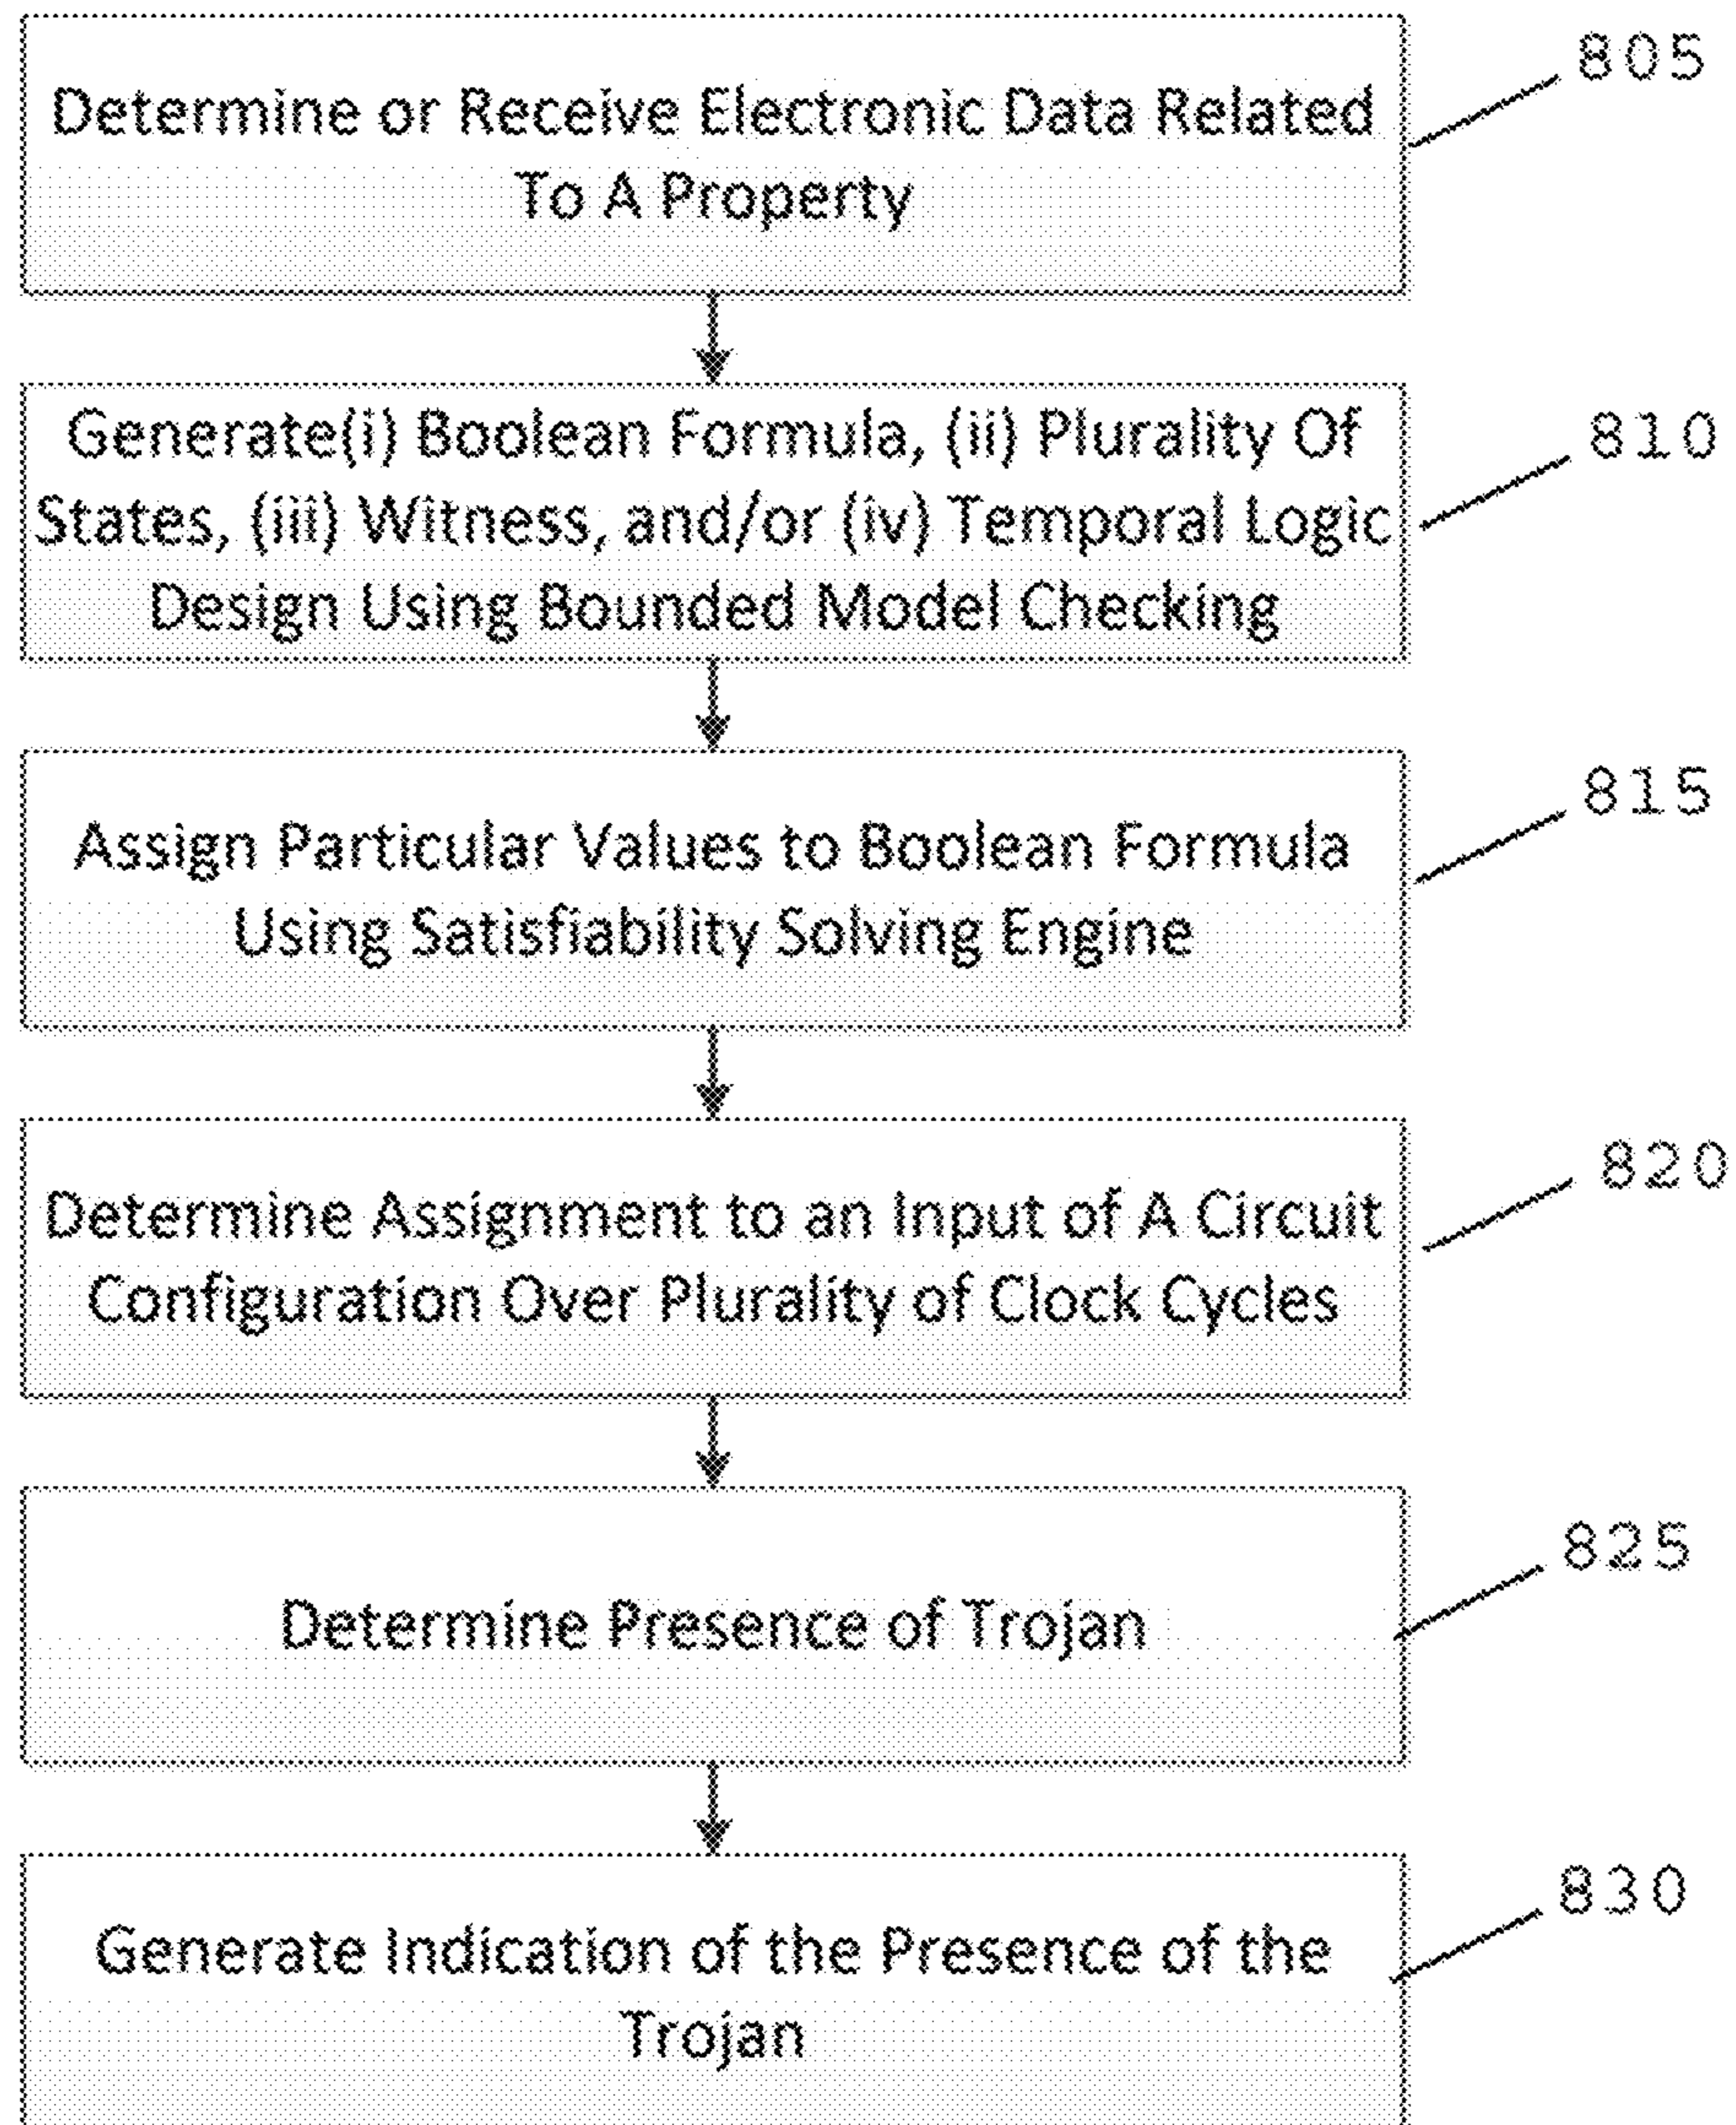 805
Determine or Receive Electronic Data Related
To A Property
810
Generate(i) Boolean Formula, (ii) Plurality Of
States, (iii) Witness, and/or (iv) Temporal Logic
Design Using Bounded Model Checking
815
Assign Particular Values to Boolean Formula
Using Satisfiability Solving Engine
820
Determine Assignment to an Input of A Circuit
Configuration Over Plurality of Clock Cycles
825
Determine Presence of Trojan
830
Generate Indication of the Presence of the
Trojan